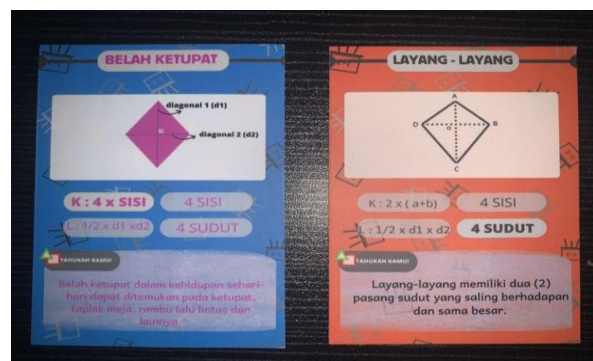 BELAH KETUPAT
diagonal 1 (d1)
diagonal 2 (d2)
K : 4 x SISI
4 SISI
L : 1/2 x d1 xd2
4 SUDUT
TAHUKAH KAMU?
Belah ketupat dalam kehidupan sehari-
hari dapat ditemukan pada ketupat,
taplak meja, rambu lalu lintas dan
lainnya.
LAYANG - LAYANG
A
D
B
C
K : 2 x ( a+b)
4 SISI
L : 1/2 x d1 x d2
4 SUDUT
TAHUKAH KAMU?
Layang-layang memiliki dua (2)
pasang sudut yang saling berhadapan
dan sama besar.